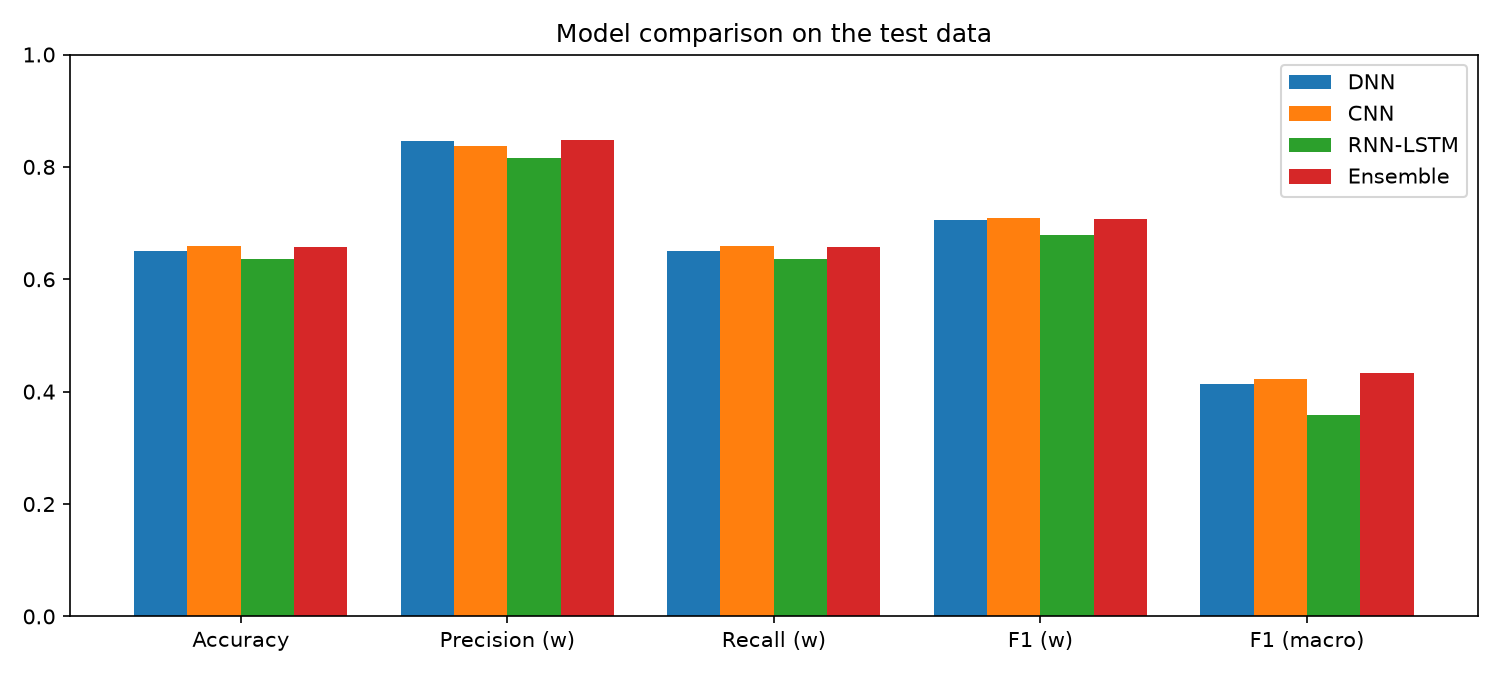 Model comparison on the test data
1.0
0.8
0.6
0.4
0.2
0.0
DNN
CNN
RNN-LSTM
Ensemble
Accuracy
Precision (w)
Recall (w)
F1 (w)
F1 (macro)